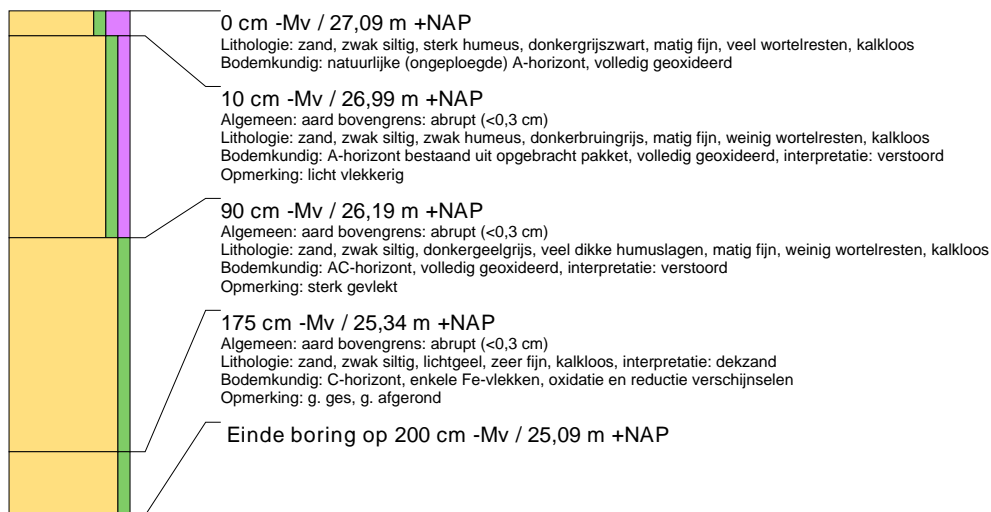 0 cm -Mv / 27,09 m +NAP
Lithologie: zand, zwak siltig, sterk humeus, donkergrijszwart, matig fijn, veel wortelresten, kalkloos
Bodemkundig: natuurlijke (ongeploegde) A-horizont, volledig geoxideerd
10 cm -Mv / 26,99 m +NAP
Algemeen: aard bovengrens: abrupt (<0,3 cm)
Lithologie: zand, zwak siltig, zwak humeus, donkerbruingrijs, matig fijn, weinig wortelresten, kalkloos
Bodemkundig: A-horizont bestaand uit opgebracht pakket, volledig geoxideerd, interpretatie: verstoord
Opmerking: licht vlekkerig
90 cm -Mv / 26,19 m +NAP
Algemeen: aard bovengrens: abrupt (<0,3 cm)
Lithologie: zand, zwak siltig, donkergeelgrijs, veel dikke humuslagen, matig fijn, weinig wortelresten, kalkloos
Bodemkundig: AC-horizont, volledig geoxideerd, interpretatie: verstoord
Opmerking: sterk gevlekt
175 cm -Mv / 25,34 m +NAP
Algemeen: aard bovengrens: abrupt (<0,3 cm)
Lithologie: zand, zwak siltig, lichtgeel, zeer fijn, kalkloos, interpretatie: dekzand
Bodemkundig: C-horizont, enkele Fe-vlekken, oxidatie en reductie verschijnselen
Opmerking: g. ges, g. afgerond
Einde boring op 200 cm -Mv / 25,09 m +NAP